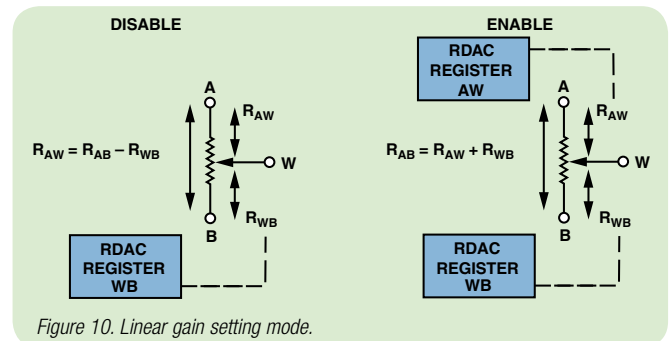 DISABLE
A
R_AW
R_AW = R_AB – R_WB
W
R_WB
B
RDAC
REGISTER
WB
ENABLE
RDAC
REGISTER
AW
A
R_AW
R_AB = R_AW + R_WB
W
R_WB
B
RDAC
REGISTER
WB
Figure 10. Linear gain setting mode.